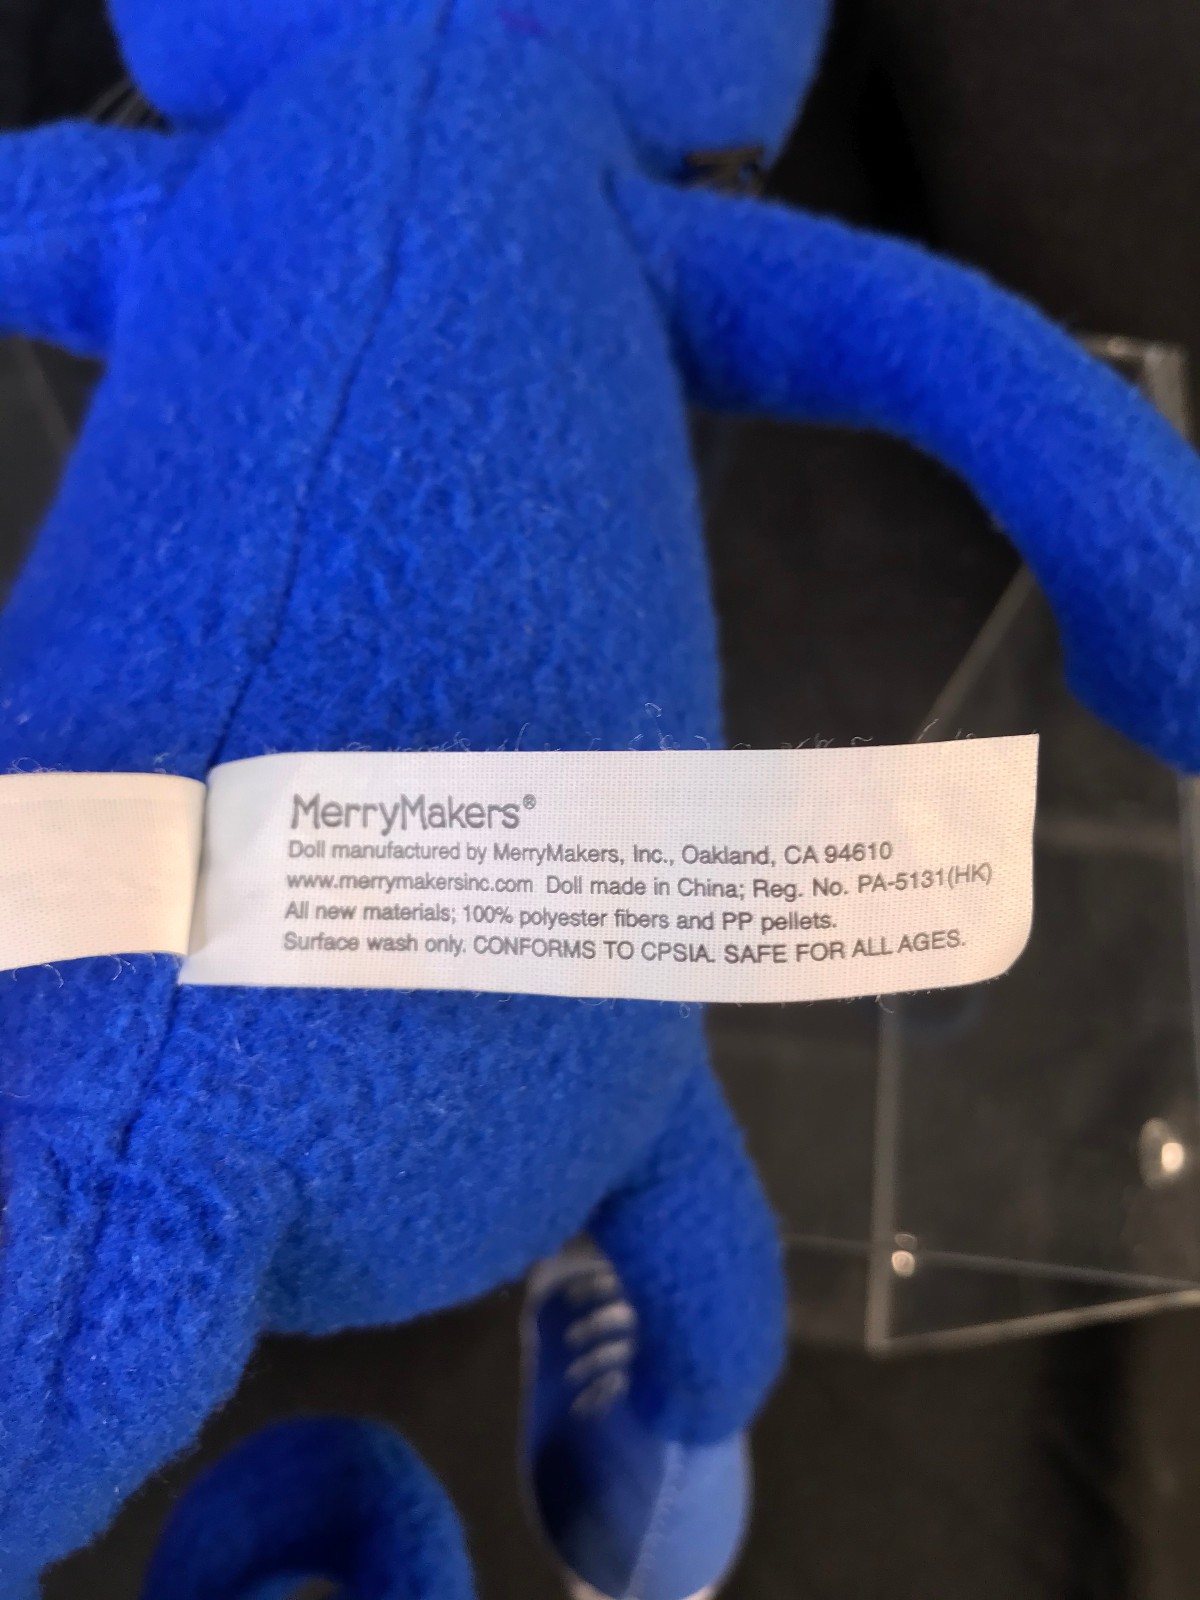 MerryMakers®
Doll manufactured by MerryMakers, Inc., Oakland, CA 94610
www.merrymakersinc.com Doll made in China; Reg. No. PA-5131(HK)
All new materials; 100% polyester fibers and PP pellets.
Surface wash only. CONFORMS TO CPSIA. SAFE FOR ALL AGES.